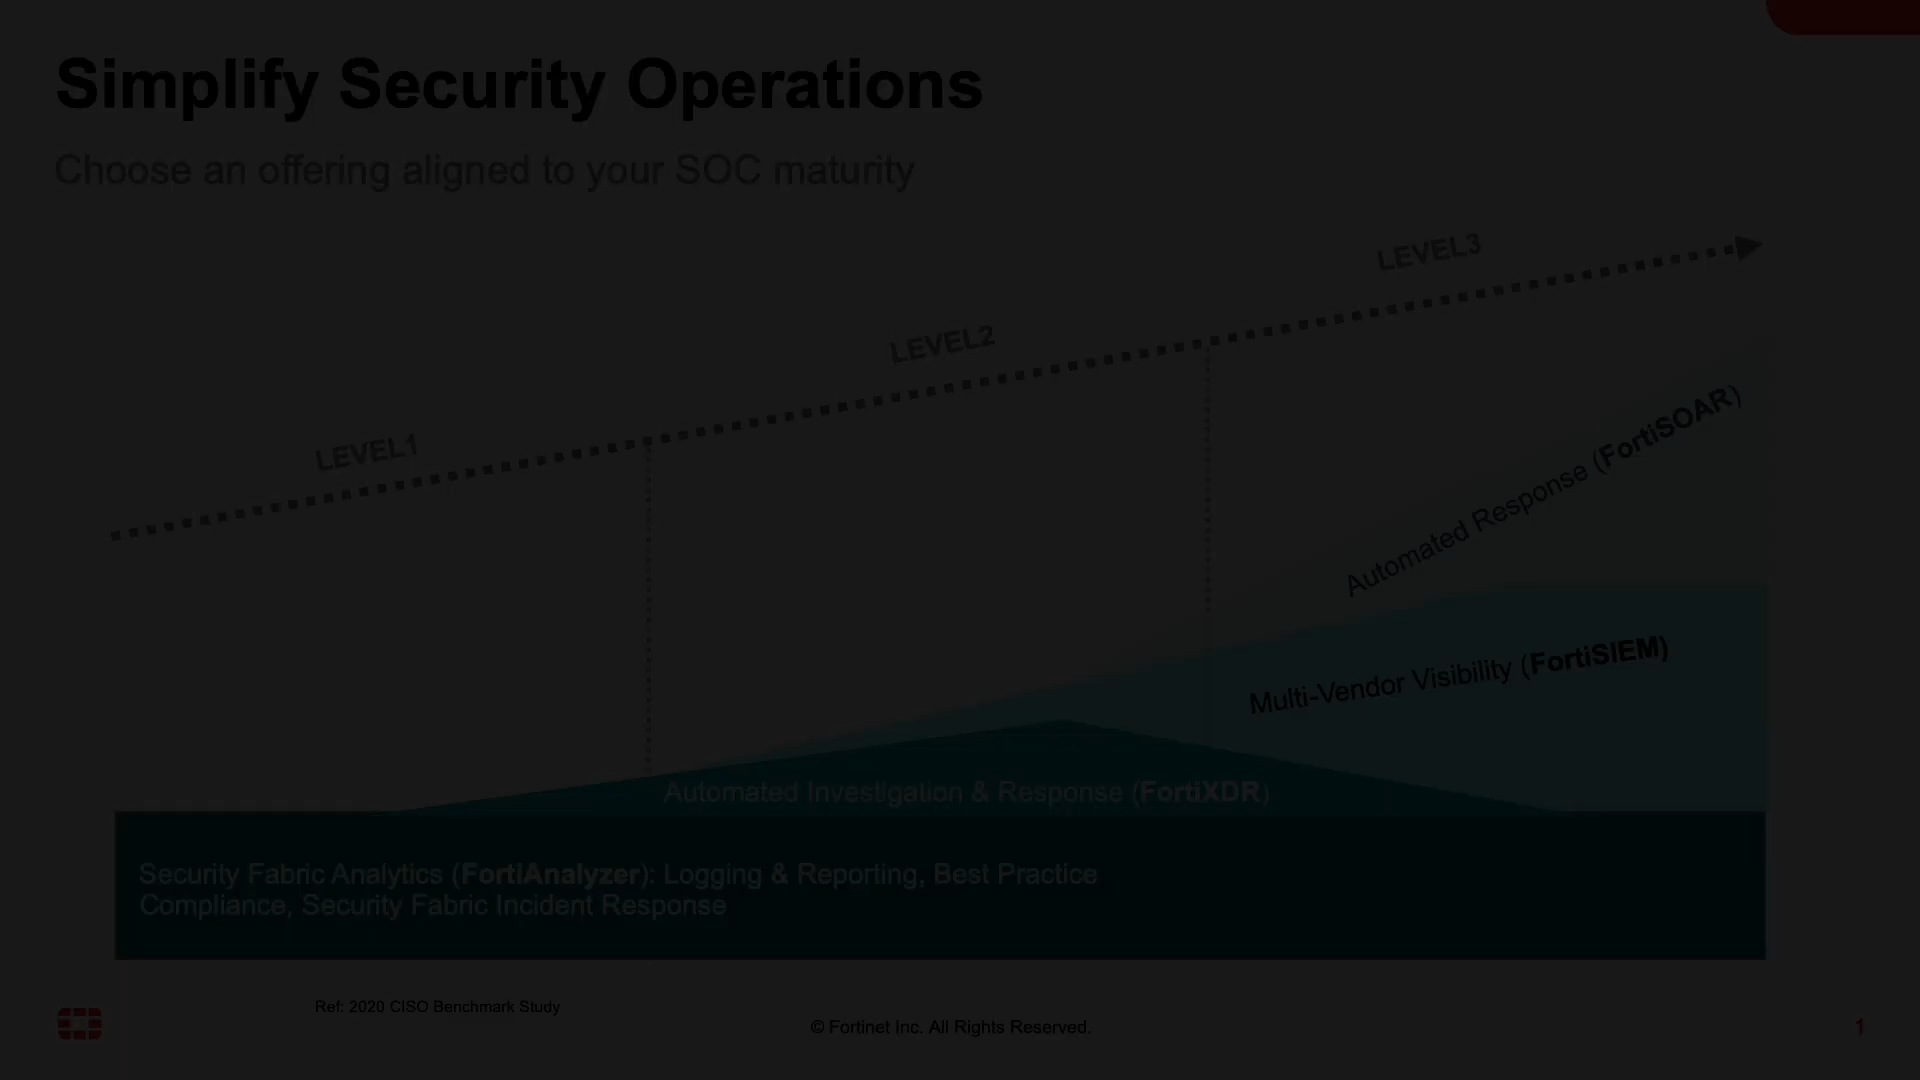 Simplify Security Operations
Choose an offering aligned to your SOC maturity
LEVEL3
LEVEL2
LEVEL1
Automated Response (FortiSOAR)
Multi-Vendor Visibility (FortiSIEM)
Automated Investigation & Response (FortiXDR)
Security Fabric Analytics (FortiAnalyzer): Logging & Reporting, Best Practice
Compliance, Security Fabric Incident Response
Ref: 2020 CISO Benchmark Study
© Fortinet Inc. All Rights Reserved.
1